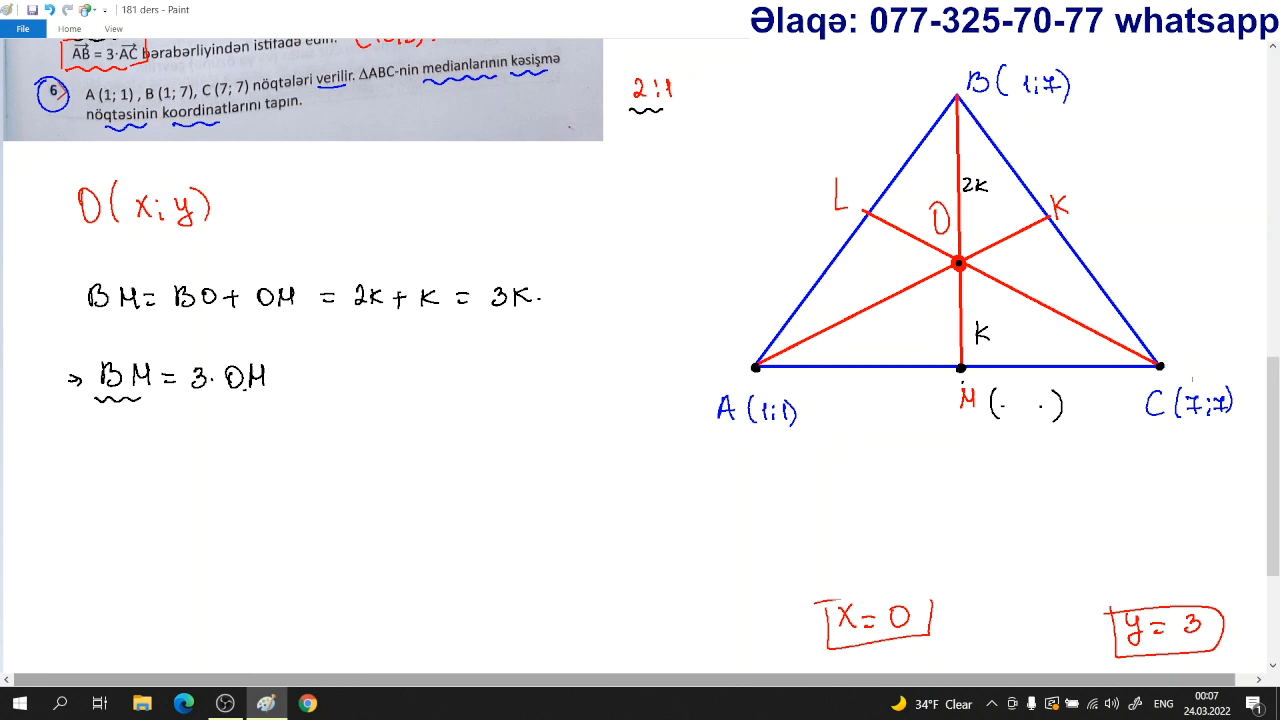 181 ders - Paint
Əlaqə: 077-325-70-77 whatsapp
File Home View
AB = 3·AC bərabərliyindən istifadə edin.
6 A (1; 1) , B (1; 7), C (7; 7) nöqtələri verilir. ΔABC-nin medianlarının kəsişmə
nöqtəsinin koordinatlarını tapın.
2:1
B( 1;7)
O( x; y)
2K
L
O
K
BM= BO+ OM = 2K+ K = 3K.
K
⇒ BM = 3· OM
A (1;1)
M ( · · )
C (7;7)
x= 0
y= 3
34°F Clear
ENG
00:07
24.03.2022
1